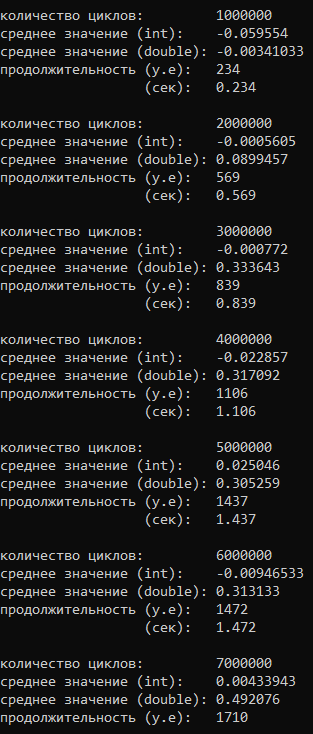 количество циклов: 1000000
среднее значение (int): -0.059554
среднее значение (double): -0.00341033
продолжительность (у.е) 234
(сек): 0.234
количество циклов: 2000000
среднее значение (int): -0.0005605
среднее значение (double): 0.0899457
продолжительность (у.е) 569
(сек): 0.569
количество циклов: 3000000
среднее значение (int): -0.000772
среднее значение (double): 0.333643
продолжительность (у.е) 839
(сек): 0.839
количество циклов: 4000000
среднее значение (int): -0.022857
среднее значение (double): 0.317092
продолжительность (у.е) 1106
(сек): 1.106
количество циклов: 5000000
среднее значение (int): 0.025046
среднее значение (double): 0.305259
продолжительность (у.е) 1437
(сек): 1.437
количество циклов: 6000000
среднее значение (int): -0.00946533
среднее значение (double): 0.313133
продолжительность (у.е) 1472
(сек): 1.472
количество циклов: 7000000
среднее значение (int): 0.00433943
среднее значение (double): 0.492076
продолжительность (у.е) 1710